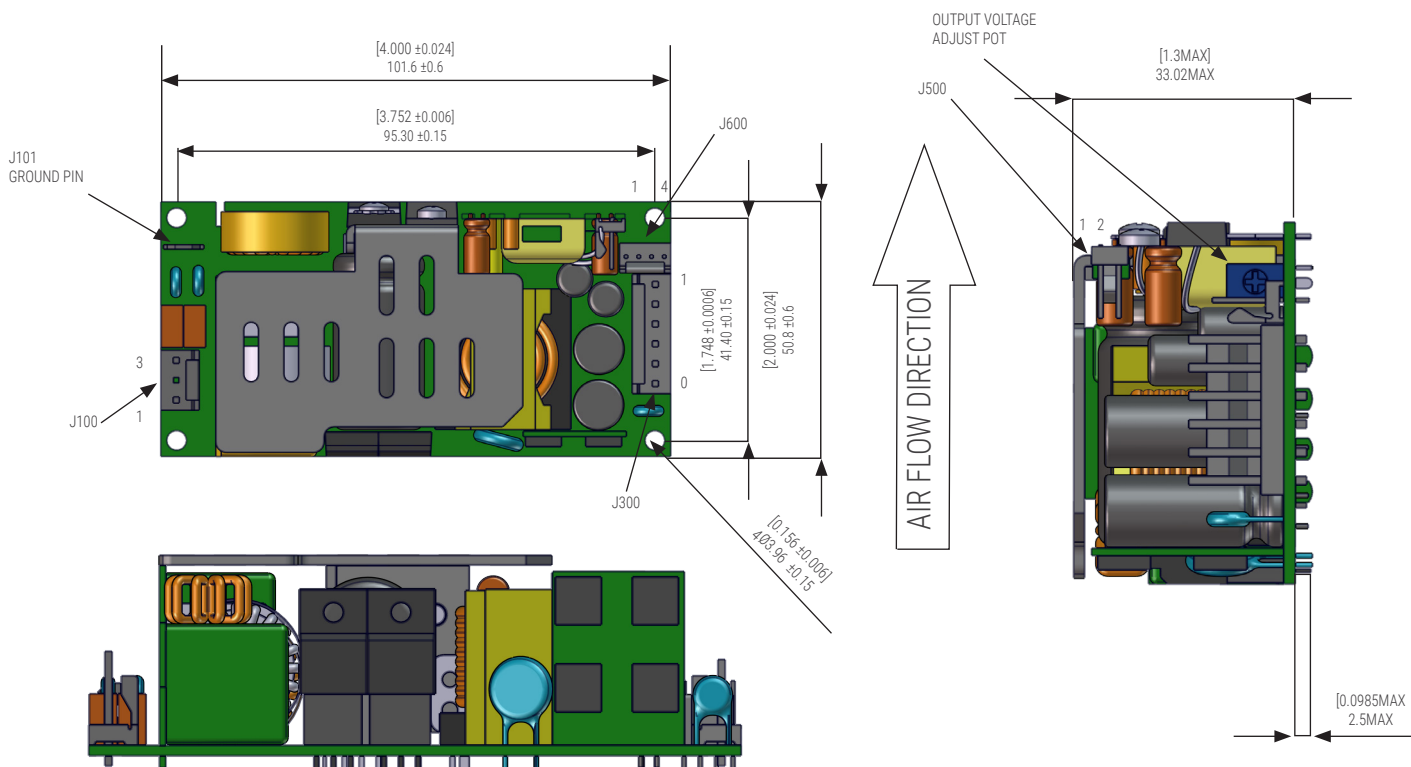 [4.000 ±0.024]
101.6 ±0.6
[3.752 ±0.006]
95.30 ±0.15
J600
J101
GROUND PIN
1 4
1
0
3
1
J100
J300
[1.748 ±0.0006]
41.40 ±0.15
[2.000 ±0.024]
50.8 ±0.6
[0.156 ±0.006]
4Ø3.96 ±0.15
AIR FLOW DIRECTION
OUTPUT VOLTAGE
ADJUST POT
J500
[1.3MAX]
33.02MAX
1 2
[0.0985MAX
2.5MAX